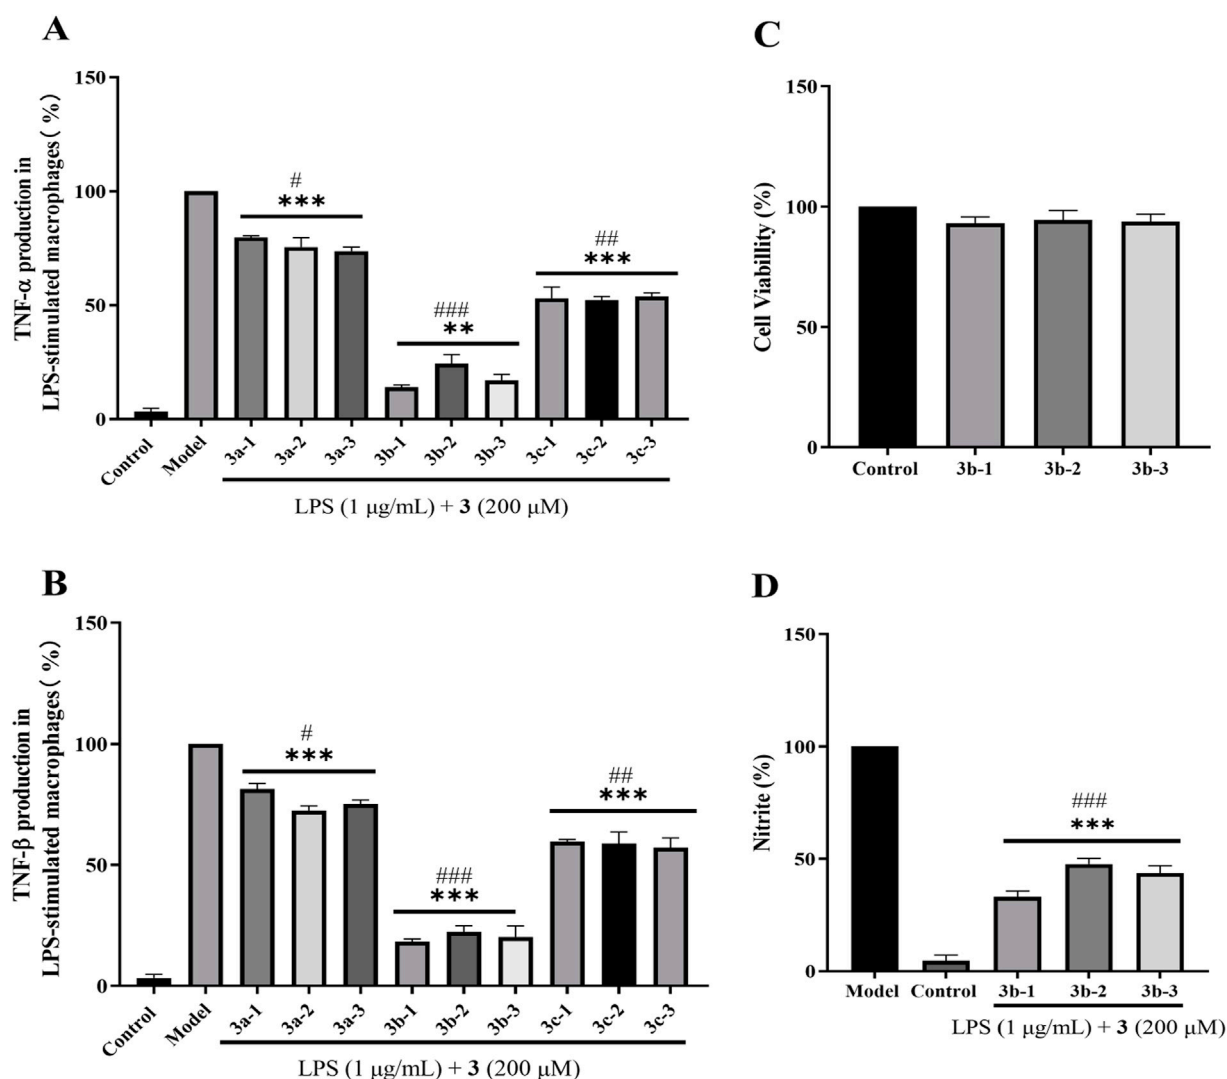 A
TNF-α production in
LPS-stimulated macrophages( %)
150
100
50
0
#
***
###
**
##
***
Control
Model
3a-1
3a-2
3a-3
3b-1
3b-2
3b-3
3c-1
3c-2
3c-3
LPS (1 μg/mL) + 3 (200 μM)
C
Cell Viabillity (%)
150
100
50
0
Control
3b-1
3b-2
3b-3
B
TNF-β production in
LPS-stimulated macrophages( %)
150
100
50
0
#
***
###
***
##
***
Control
Model
3a-1
3a-2
3a-3
3b-1
3b-2
3b-3
3c-1
3c-2
3c-3
LPS (1 μg/mL) + 3 (200 μM)
D
Nitrite (%)
150
100
50
0
###
***
Model
Control
3b-1
3b-2
3b-3
LPS (1 μg/mL) + 3 (200 μM)